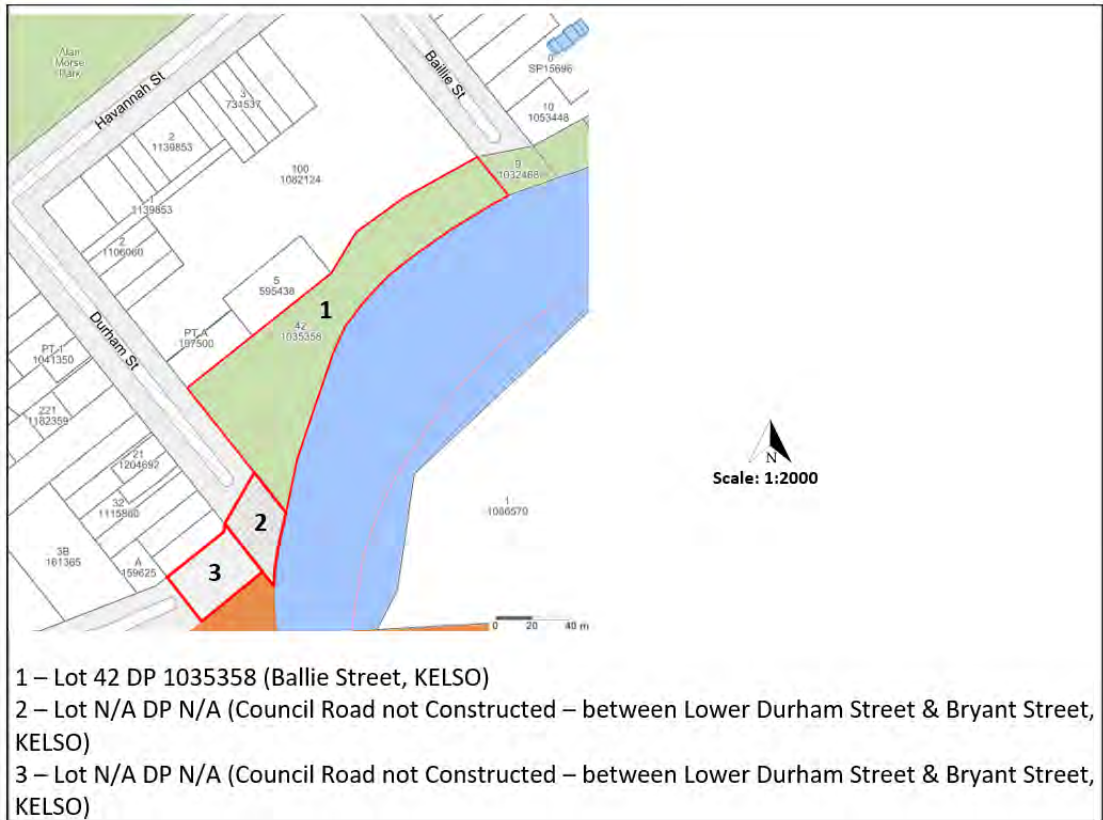 Alan
Morse
Park
Havannah St
Baillie St
0
SP15696
10
1053448
3
731537
2
1139853
100
1082124
9
1032468
1
1139853
2
1106060
5
595438
1
42
1035358
PT A
197500
Durham St
PT 1
1041350
221
1182359
21
1204692
32
1115860
3B
161365
A
159625
2
3
1
1086570
N
Scale: 1:2000
0 20 40 m
1 – Lot 42 DP 1035358 (Ballie Street, KELSO)
2 – Lot N/A DP N/A (Council Road not Constructed – between Lower Durham Street & Bryant Street,
KELSO)
3 – Lot N/A DP N/A (Council Road not Constructed – between Lower Durham Street & Bryant Street,
KELSO)